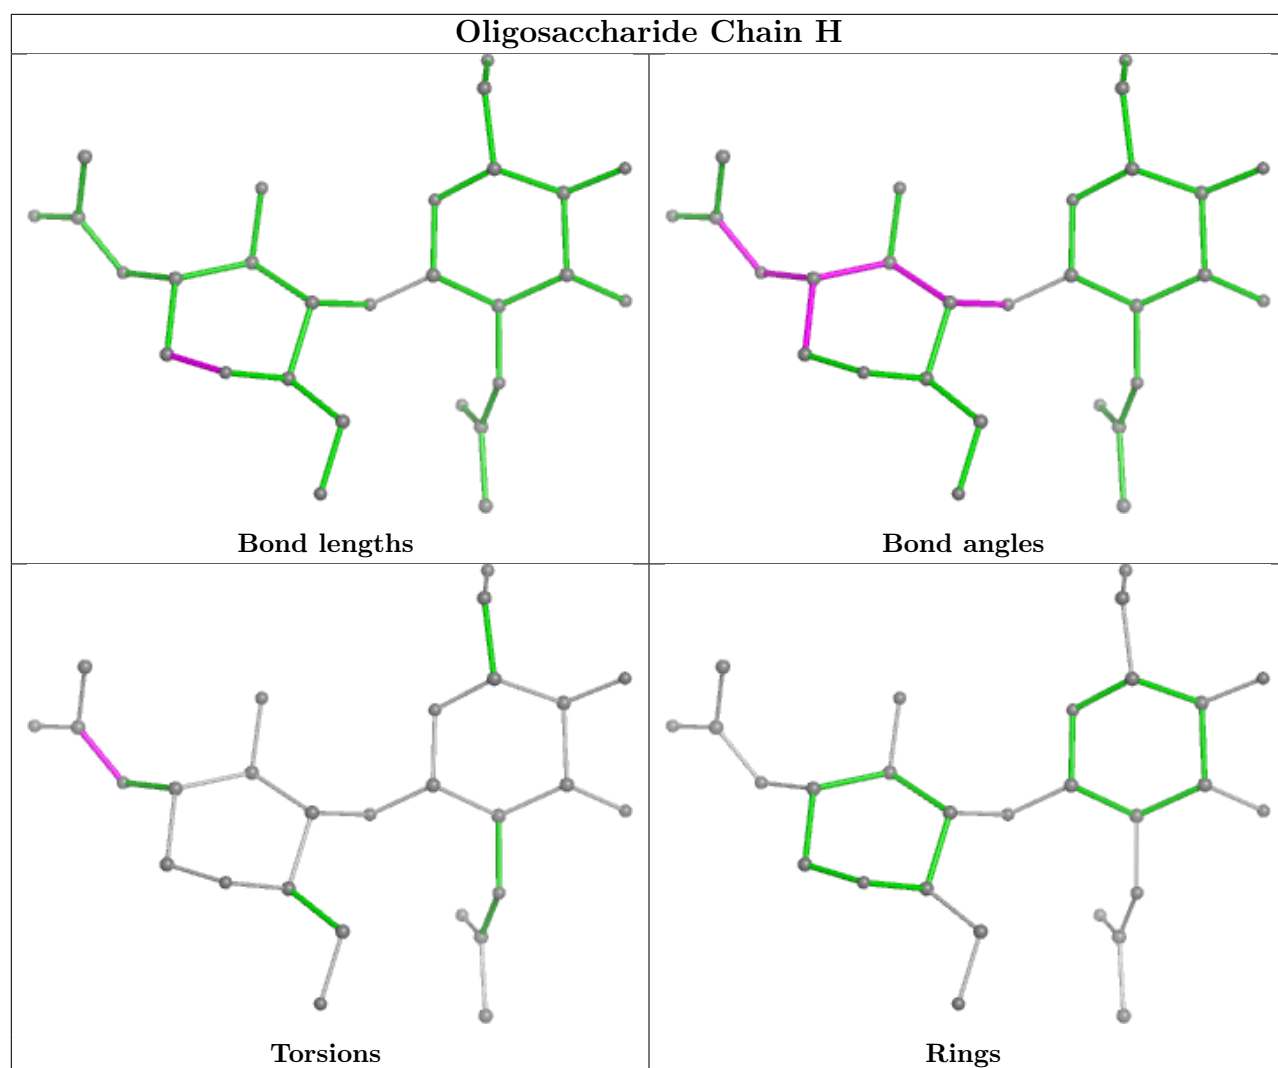 Oligosaccharide Chain H
Bond lengths
Bond angles
Torsions
Rings